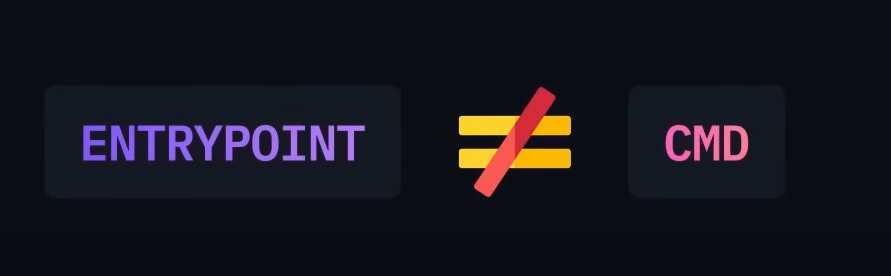 ENTRYPOINT ≠ CMD